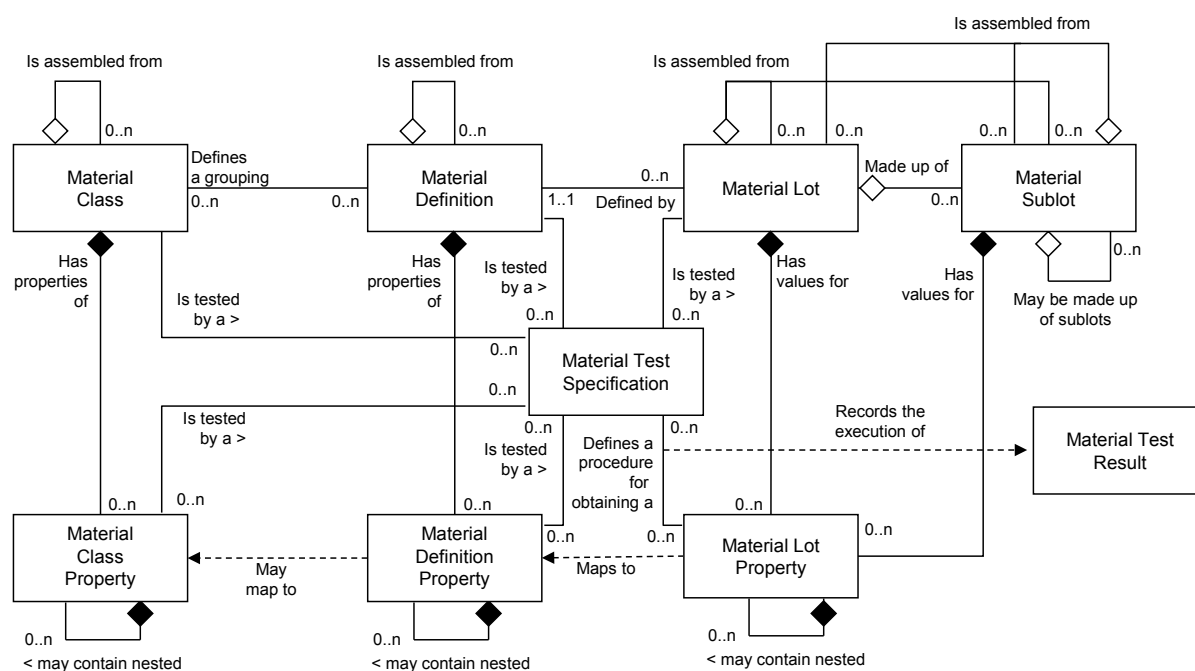 Is assembled from
Is assembled from
Is assembled from
Is assembled from
0..n
0..n
0..n
0..n
0..n
0..n
Material
Class
Defines
a grouping
0..n
0..n
Material
Definition
0..n
1..1
Defined by
Material Lot
Made up of
0..n
Material
Sublot
Has
properties
of
Has
properties
of
Has
values for
Has
values for
0..n
May be made up
of sublots
Is tested
by a >
Is tested
by a >
Is tested
by a >
0..n
0..n
0..n
Material Test
Specification
0..n
Is tested
by a >
0..n
Is tested
by a >
0..n
Defines a
procedure
for
obtaining a
Records the
execution of
Material Test
Result
0..n
0..n
0..n
0..n
0..n
0..n
0..n
Material
Class
Property
May
map to
Material
Definition
Property
Maps to
Material Lot
Property
0..n
< may contain nested
0..n
< may contain nested
0..n
< may contain nested